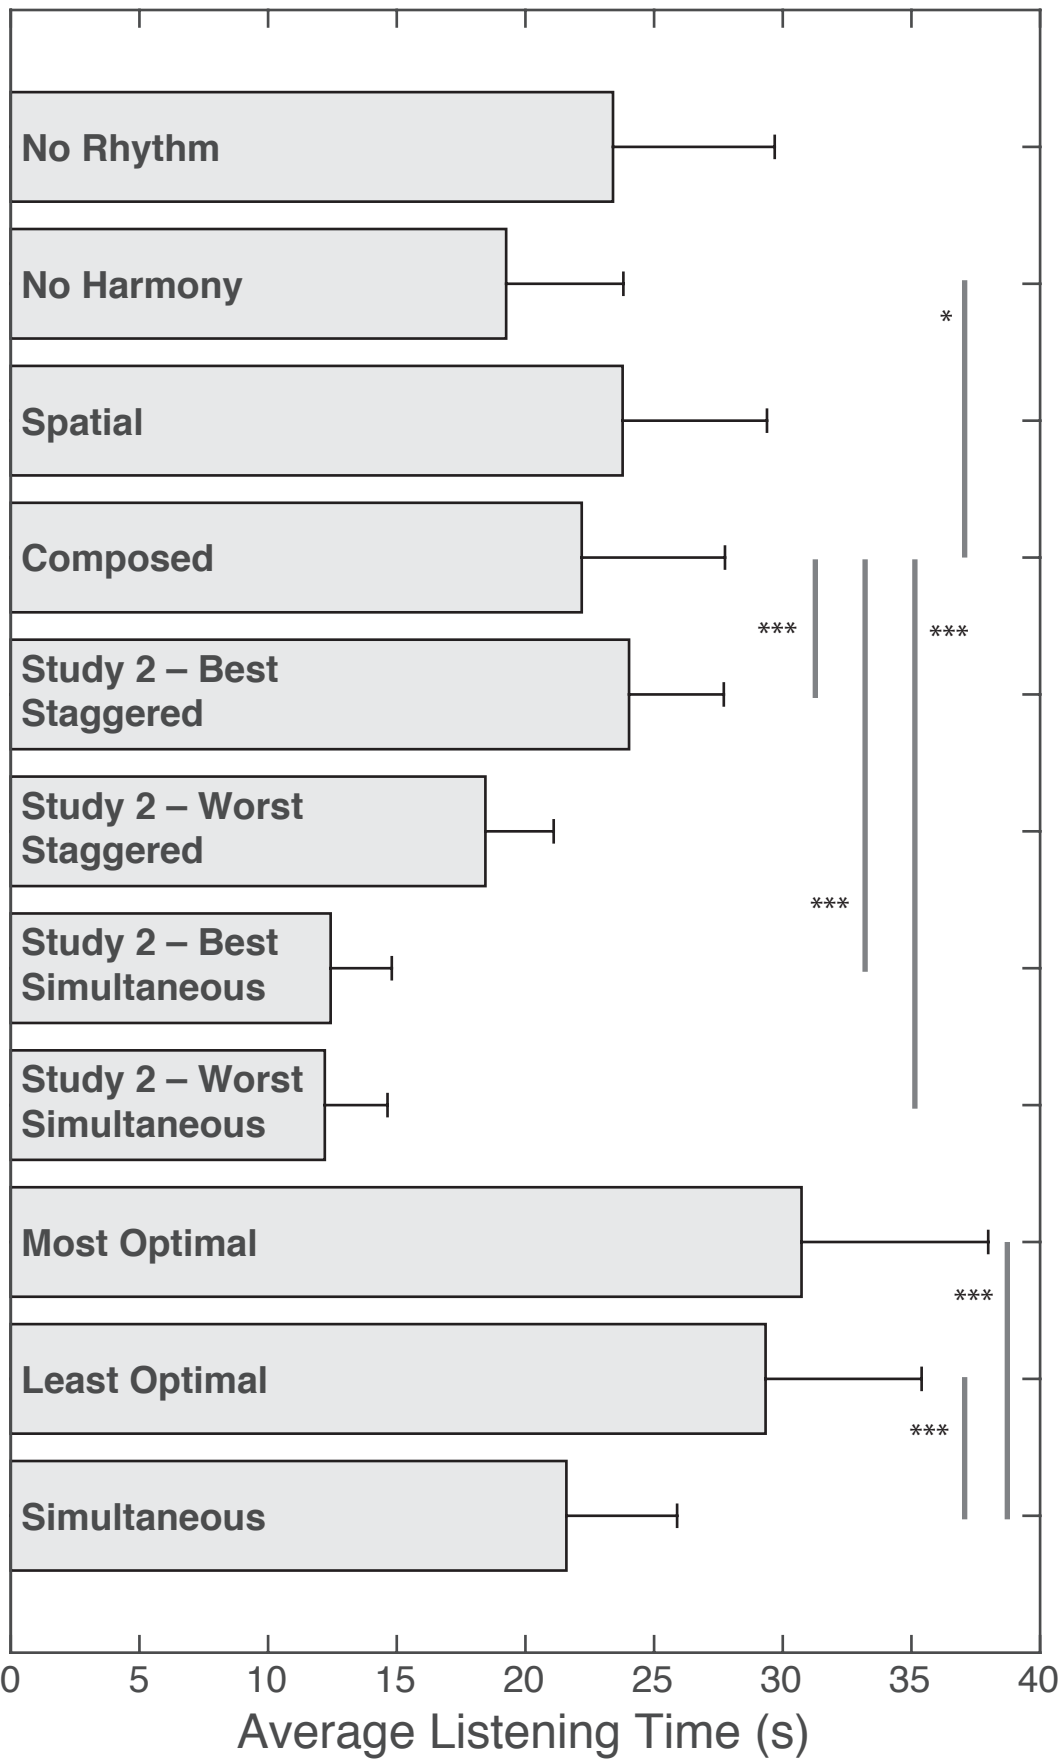 No Rhythm
No Harmony
*
Spatial
Composed
***
***
Study 2 – Best
Staggered
Study 2 – Worst
Staggered
***
Study 2 – Best
Simultaneous
Study 2 – Worst
Simultaneous
Most Optimal
***
Least Optimal
***
Simultaneous
0 5 10 15 20 25 30 35 40
Average Listening Time (s)